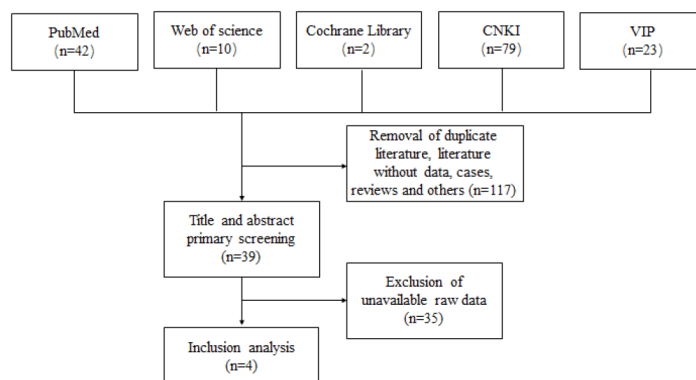 PubMed
(n=42)
Web of science
(n=10)
Cochrane Library
(n=2)
CNKI
(n=79)
VIP
(n=23)
Removal of duplicate
literature, literature
without data, cases,
reviews and others (n=117)
Title and abstract
primary screening
(n=39)
Exclusion of
unavailable raw data
(n=35)
Inclusion analysis
(n=4)